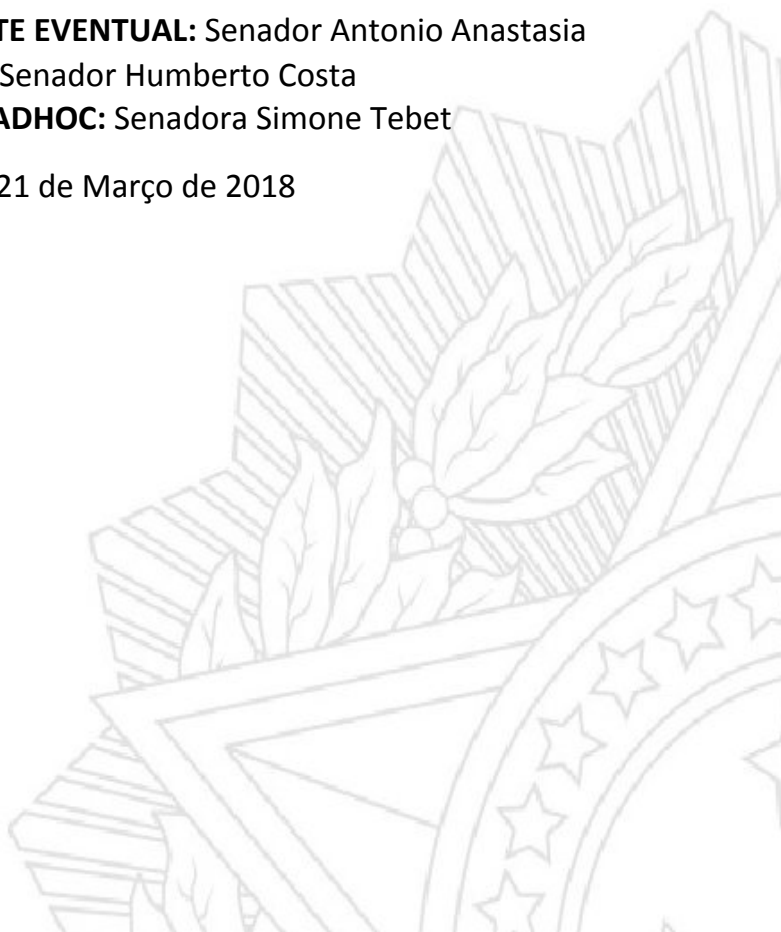 TE EVENTUAL: Senador Antonio Anastasia
Senador Humberto Costa
ADHOC: Senadora Simone Tebet
21 de Março de 2018